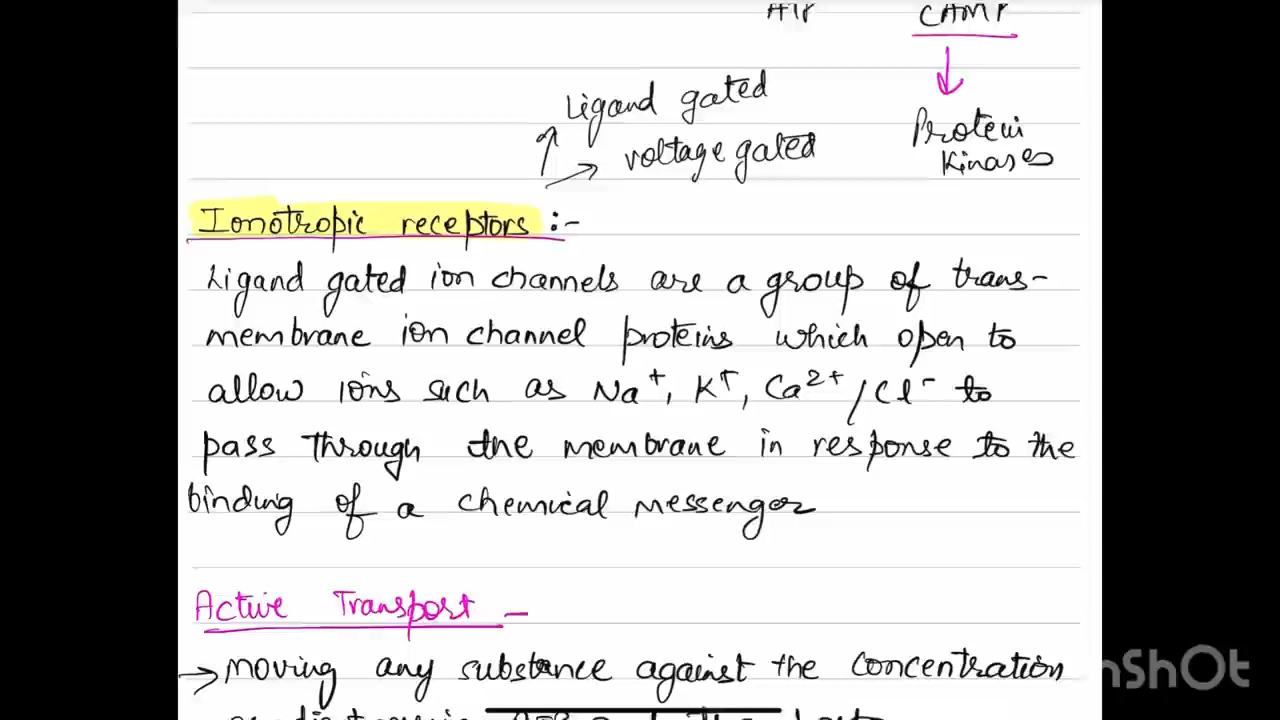 ATP CAMP
Ligand gated
voltage gated
Protein
Kinases
Ionotropic receptors :-
Ligand gated ion channels are a group of trans-
membrane ion channel proteins which open to
allow ions such as Na⁺, K⁺, Ca²⁺/Cl⁻ to
pass through the membrane in response to the
binding of a chemical messenger
Active Transport -
→ moving any substance against the concentration